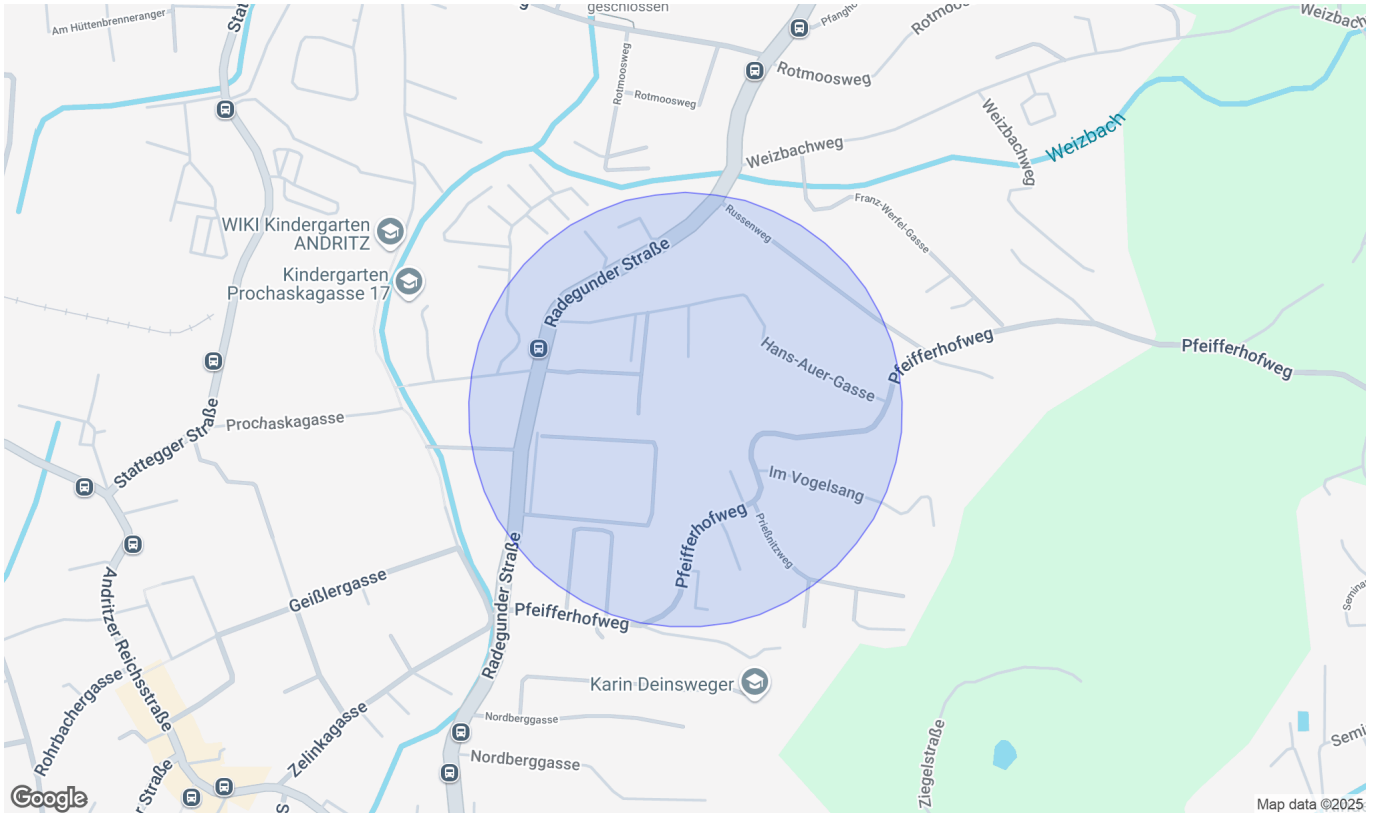 geschlossen
Am Hüttenbrenneranger
Rotmoosweg
Rotmoosweg
Rotmoosweg
Weizbachweg
Weizbachweg
Weizbach
WIKI Kindergarten
ANDRITZ
Kindergarten
Prochaskagasse 17
Franz-Werfel-Gasse
Russenweg
Radegunder Straße
Hans-Auer-Gasse
Pfeifferhofweg
Pfeifferhofweg
Prochaskagasse
Stattegger Straße
Im Vogelsang
Prießnitzweg
Pfeifferhofweg
Radegunder Straße
Geißlergasse
Pfeifferhofweg
Andritzer Reichsstraße
Karin Deinsweger
Rohrbachergasse
Zelinkagasse
Nordberggasse
Nordberggasse
Ziegelstraße
Google
Map data ©2025